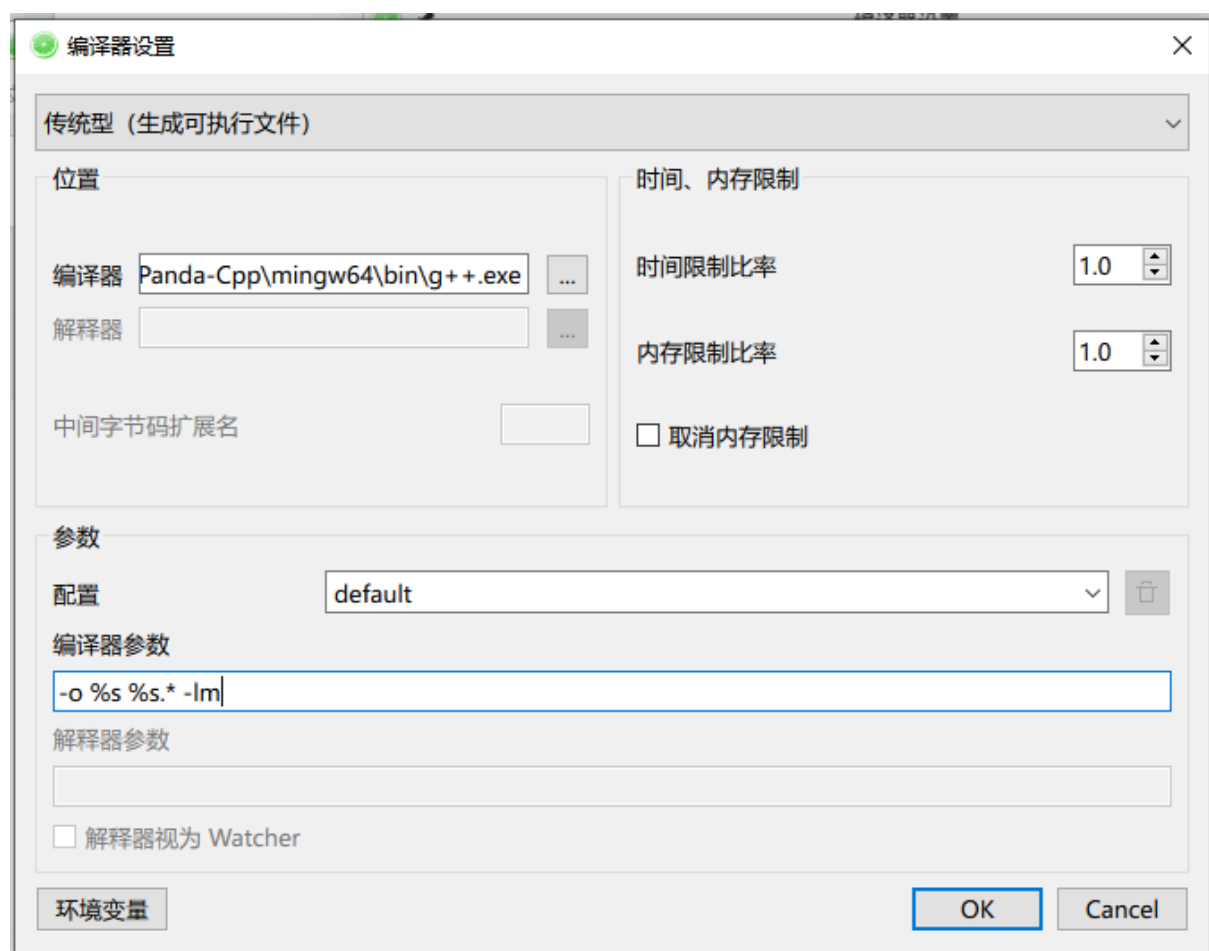 编译器设置
传统型（生成可执行文件）
位置
编译器 Panda-Cpp\mingw64\bin\g++.exe ...
解释器 ...
中间字节码扩展名
时间、内存限制
时间限制比率 1.0
内存限制比率 1.0
取消内存限制
参数
配置 default
编译器参数
-o %s %s.* -lm
解释器参数
解释器视为 Watcher
环境变量 OK Cancel